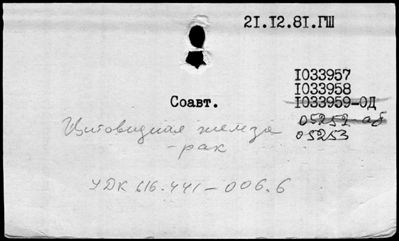 21.12.81.ГШ
1033957
1033958
1033959-ОД
Соавт.
05252-аб
05253
Щитовидная железа
-рак
УДК 616.441-006.6